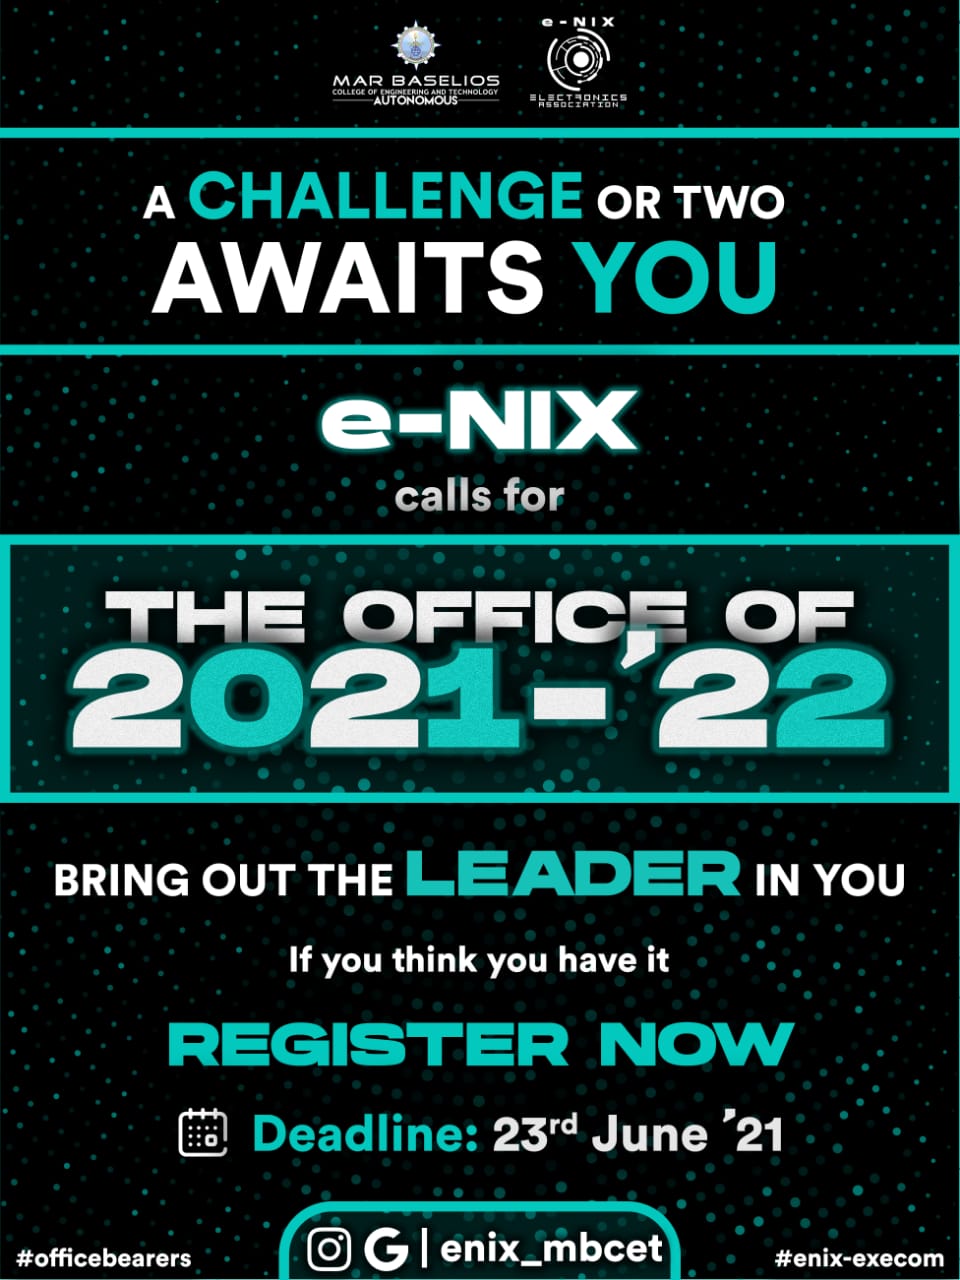 MAR BASELIOS
COLLEGE OF ENGINEERING AND TECHNOLOGY
AUTONOMOUS
e-NIX
ELECTRONICS
ASSOCIATION
A CHALLENGE OR TWO
AWAITS YOU
e-NIX
calls for
THE OFFICE OF
2021-'22
BRING OUT THE LEADER IN YOU
If you think you have it
REGISTER NOW
Deadline: 23rd June '21
#officebearers
G | enix_mbcet
#enix-execom